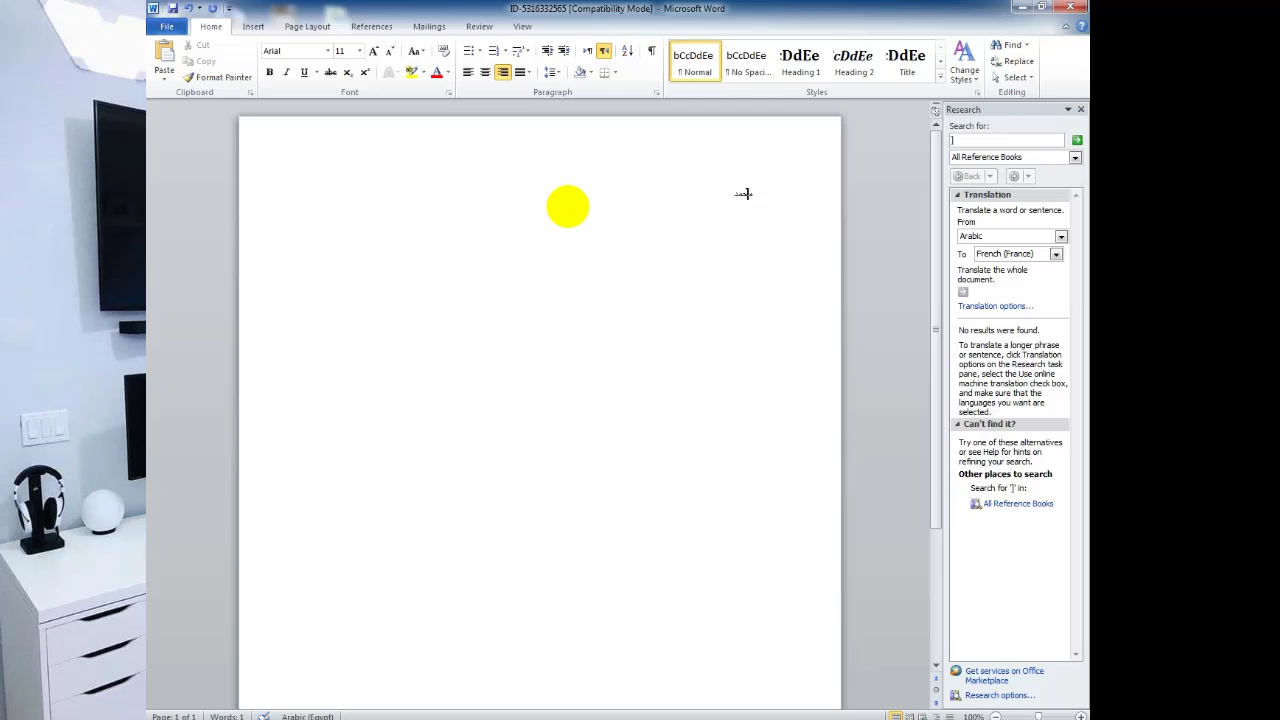 ID-5316332565 [Compatibility Mode] - Microsoft Word
File Home Insert Page Layout References Mailings Review View
Cut
Copy
Paste
Format Painter
Clipboard
Arial 11
Font
Paragraph
bCcDdEe bCcDdEe :DdEe cDdEe :DdEe
¶ Normal ¶ No Spaci... Heading 1 Heading 2 Title
Styles
Change Styles
Find
Replace
Select
Editing
محمد
Research
Search for:
]
All Reference Books
Back
Translation
Translate a word or sentence.
From
Arabic
To French (France)
Translate the whole
document.
Translation options...
No results were found.
To translate a longer phrase
or sentence, click Translation
options on the Research task
pane, select the Use online
machine translation check box,
and make sure that the
languages you want are
selected.
Can't find it?
Try one of these alternatives
or see Help for hints on
refining your search.
Other places to search
Search for ']' in:
All Reference Books
Get services on Office
Marketplace
Research options...
Page: 1 of 1 Words: 1 Arabic (Egypt) 100%